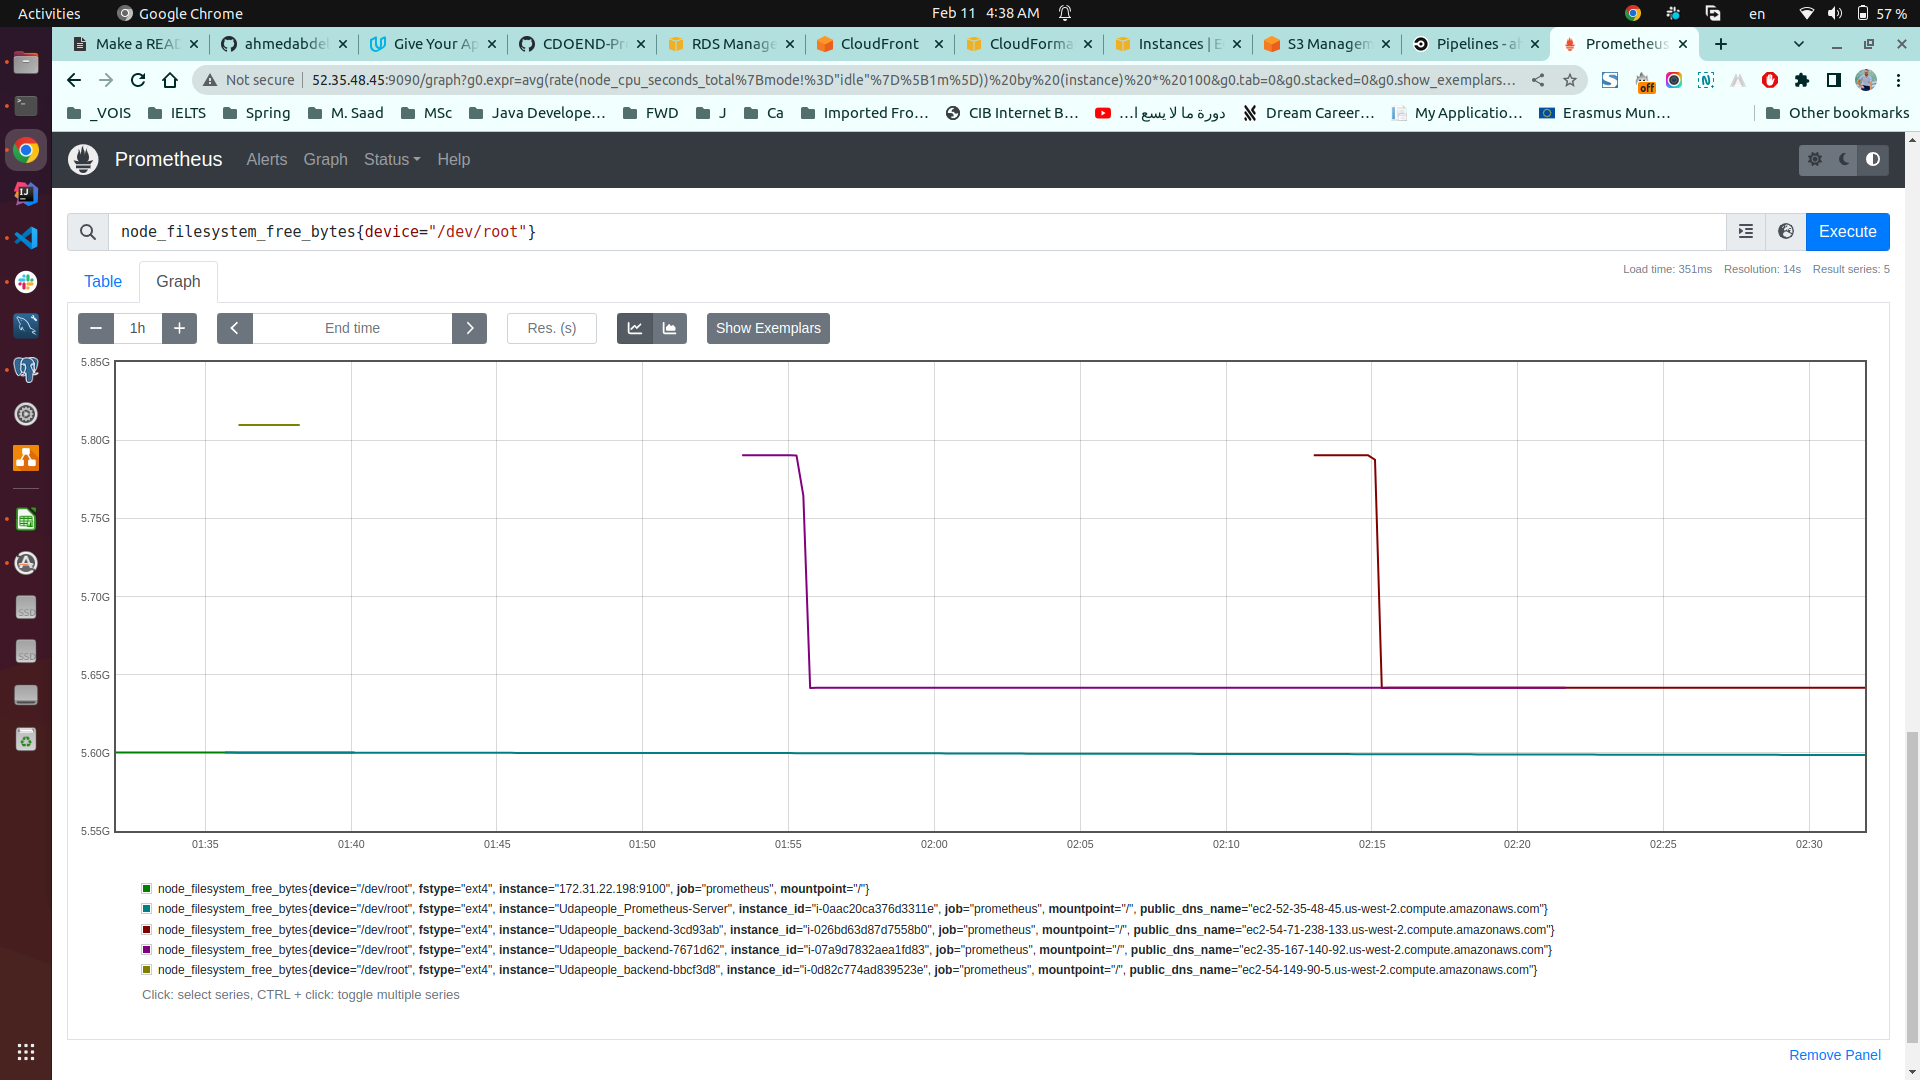 Activities
Google Chrome
Feb 11 4:38 AM
en
57 %
Make a REA
ahmedabde
Give Your Ap
CDOEND-Pr
RDS Manage
CloudFront
CloudForma
Instances | E
S3 Managem
Pipelines - a
Prometheus
Not secure
52.35.48.45:9090/graph?g0.expr=avg(rate(node_cpu_seconds_total%7Bmode!%3D"idle"%7D%5B1m%5D))%20by%20(instance)%20*%20100&g0.tab=0&g0.stacked=0&g0.show_exemplars...
off
_VOIS
IELTS
Spring
M. Saad
MSc
Java Develope...
FWD
J
Ca
Imported Fro...
CIB Internet B...
دورة ما لا يسع ا...
Dream Career...
My Applicatio...
Erasmus Mun...
Other bookmarks
Prometheus
Alerts
Graph
Status
Help
node_filesystem_free_bytes{device="/dev/root"}
Execute
Table
Graph
Load time: 351ms
Resolution: 14s
Result series: 5
1h
End time
Res. (s)
Show Exemplars
5.85G
5.80G
5.75G
5.70G
5.65G
5.60G
5.55G
01:35
01:40
01:45
01:50
01:55
02:00
02:05
02:10
02:15
02:20
02:25
02:30
node_filesystem_free_bytes{device="/dev/root", fstype="ext4", instance="172.31.22.198:9100", job="prometheus", mountpoint="/"}
node_filesystem_free_bytes{device="/dev/root", fstype="ext4", instance="Udapeople_Prometheus-Server", instance_id="i-0aac20ca376d3311e", job="prometheus", mountpoint="/", public_dns_name="ec2-52-35-48-45.us-west-2.compute.amazonaws.com"}
node_filesystem_free_bytes{device="/dev/root", fstype="ext4", instance="Udapeople_backend-3cd93ab", instance_id="i-026bd63d87d7558b0", job="prometheus", mountpoint="/", public_dns_name="ec2-54-71-238-133.us-west-2.compute.amazonaws.com"}
node_filesystem_free_bytes{device="/dev/root", fstype="ext4", instance="Udapeople_backend-7671d62", instance_id="i-07a9d7832aea1fd83", job="prometheus", mountpoint="/", public_dns_name="ec2-35-167-140-92.us-west-2.compute.amazonaws.com"}
node_filesystem_free_bytes{device="/dev/root", fstype="ext4", instance="Udapeople_backend-bbcf3d8", instance_id="i-0d82c774ad839523e", job="prometheus", mountpoint="/", public_dns_name="ec2-54-149-90-5.us-west-2.compute.amazonaws.com"}
Click: select series, CTRL + click: toggle multiple series
SSD
SSD
Remove Panel